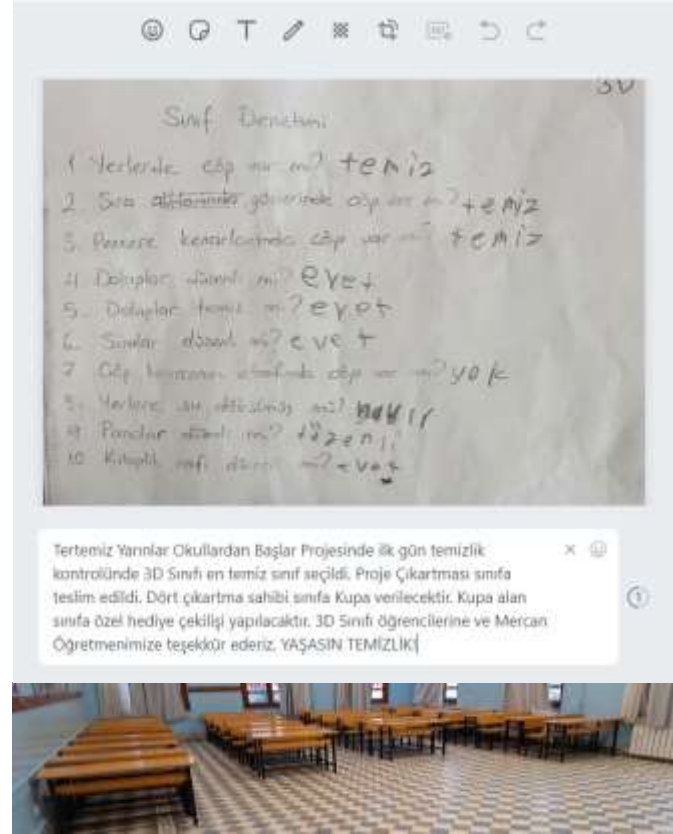 3D
Sınıf Denetimi
1 Yerlerde çöp var mı? temiz
2. Sıra altlarında gözlerinde çöp var mı? temiz
3. Pencere kenarlarında çöp var mı? temiz
4 Dolaplar düzenli mi? evet
5. Dolaplar temiz mi? evet
6. Sıralar düzenli mi? evet
7 Çöp kovasının etrafında çöp var mı? yok
8. Yerlere su dökülmüş mü? hayır
9 Panolar düzenli mi? tüzenli
10 Kitaplık rafı düzenli mi? evet
Tertemiz Yarınlar Okullardan Başlar Projesinde ilk gün temizlik
kontrolünde 3D Sınıfı en temiz sınıf seçildi. Proje Çıkartması sınıfa
teslim edildi. Dört çıkartma sahibi sınıfa Kupa verilecektir. Kupa alan
sınıfa özel hediye çekilişi yapılacaktır. 3D Sınıfı öğrencilerine ve Mercan
Öğretmenimize teşekkür ederiz. YAŞASIN TEMİZLİK!